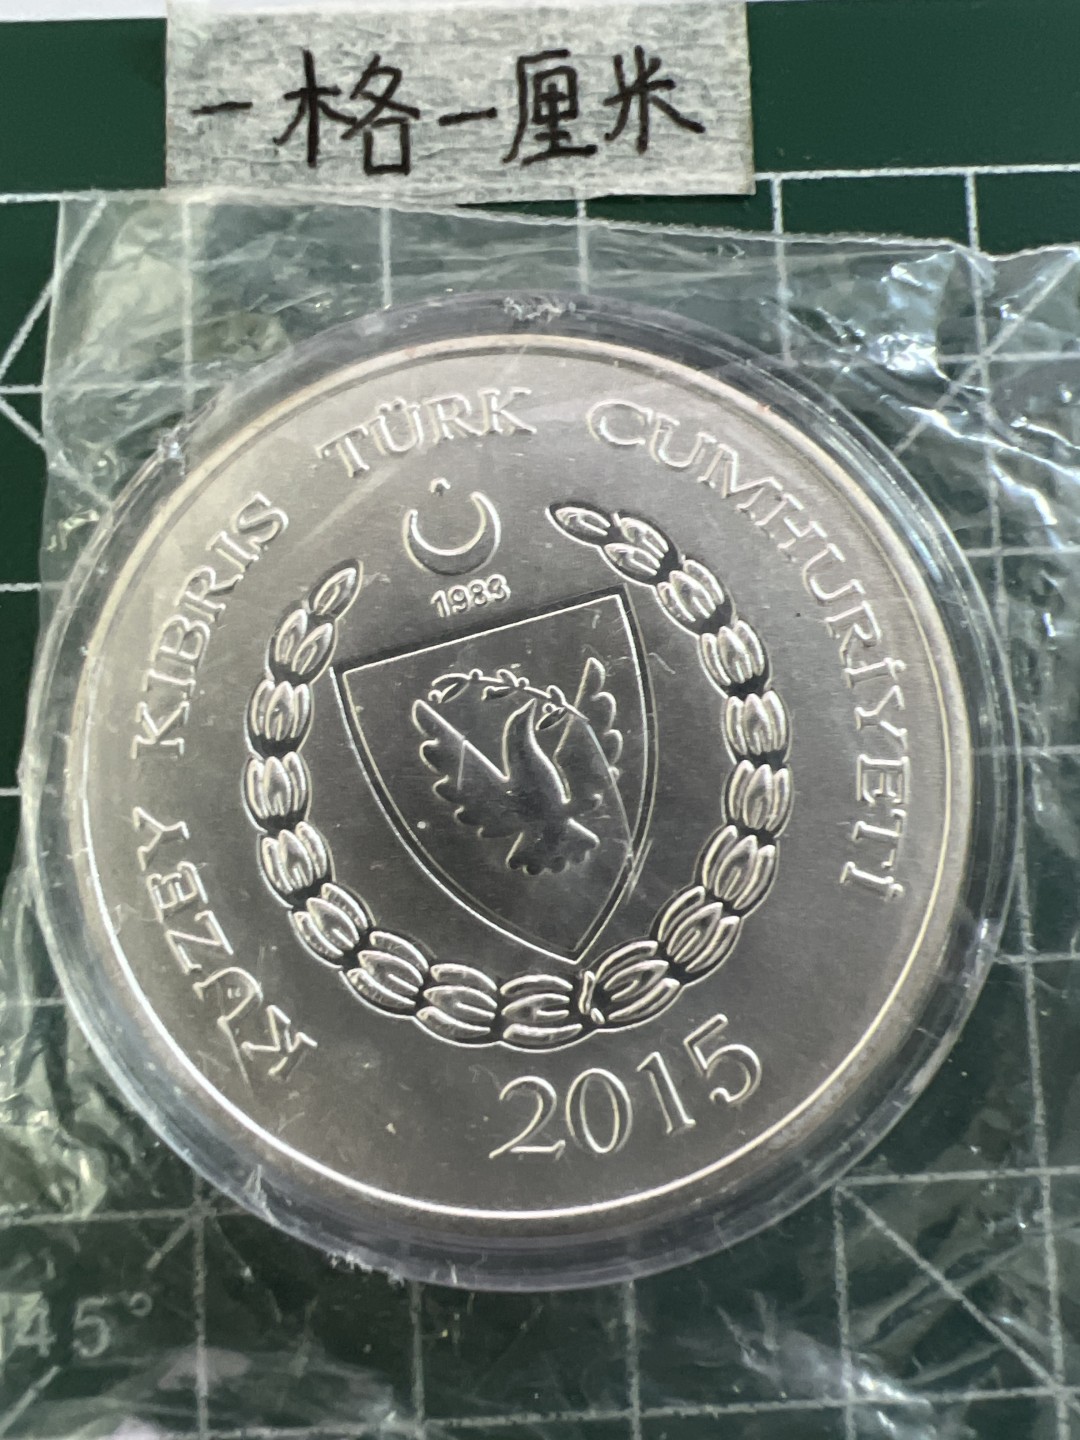 一格一厘米
KUZEY KIBRIS TÜRK CUMHURİYETİ
1983
2015
45°